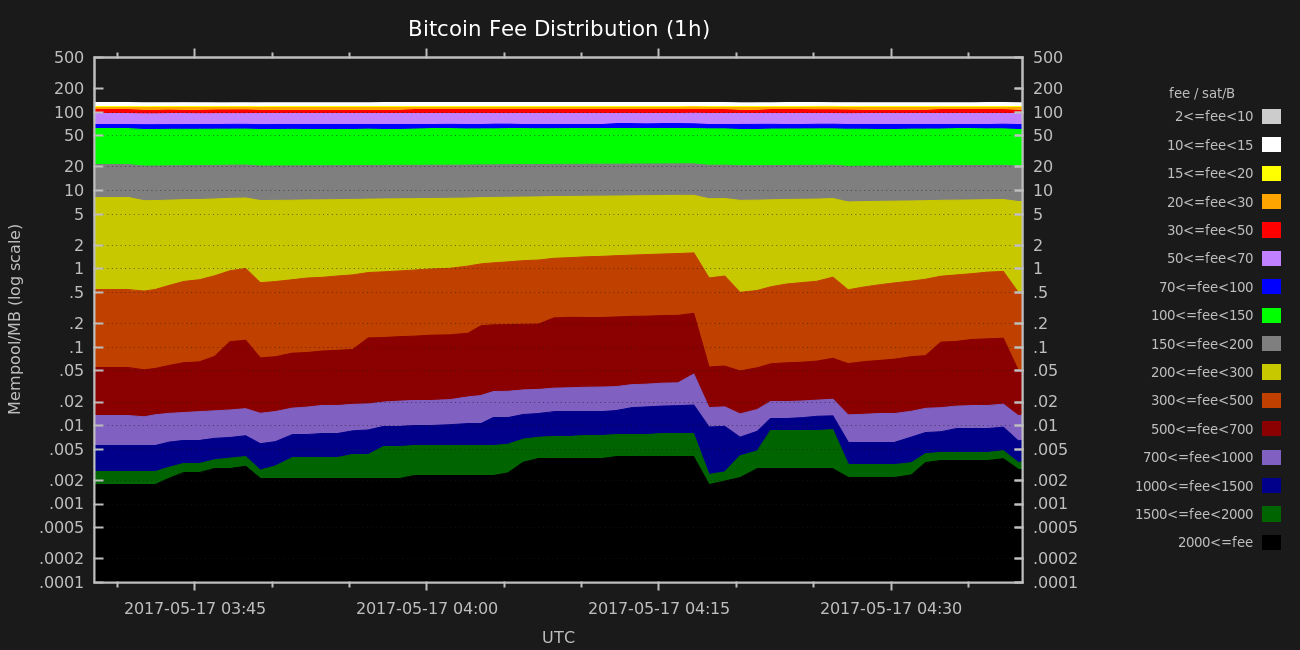 Bitcoin Fee Distribution (1h)
Mempool/MB (log scale)
500
200
100
50
20
10
5
2
1
.5
.2
.1
.05
.02
.01
.005
.002
.001
.0005
.0002
.0001
500
200
100
50
20
10
5
2
1
.5
.2
.1
.05
.02
.01
.005
.002
.001
.0005
.0002
.0001
2017-05-17 03:45 2017-05-17 04:00 2017-05-17 04:15 2017-05-17 04:30
UTC
fee / sat/B
2<=fee<10
10<=fee<15
15<=fee<20
20<=fee<30
30<=fee<50
50<=fee<70
70<=fee<100
100<=fee<150
150<=fee<200
200<=fee<300
300<=fee<500
500<=fee<700
700<=fee<1000
1000<=fee<1500
1500<=fee<2000
2000<=fee